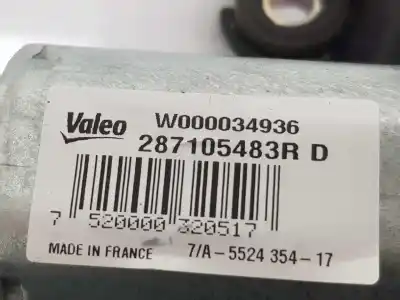 Valeo W000034936
287105483R D
7 520000 320517
MADE IN FRANCE 7/A-5524 354-17